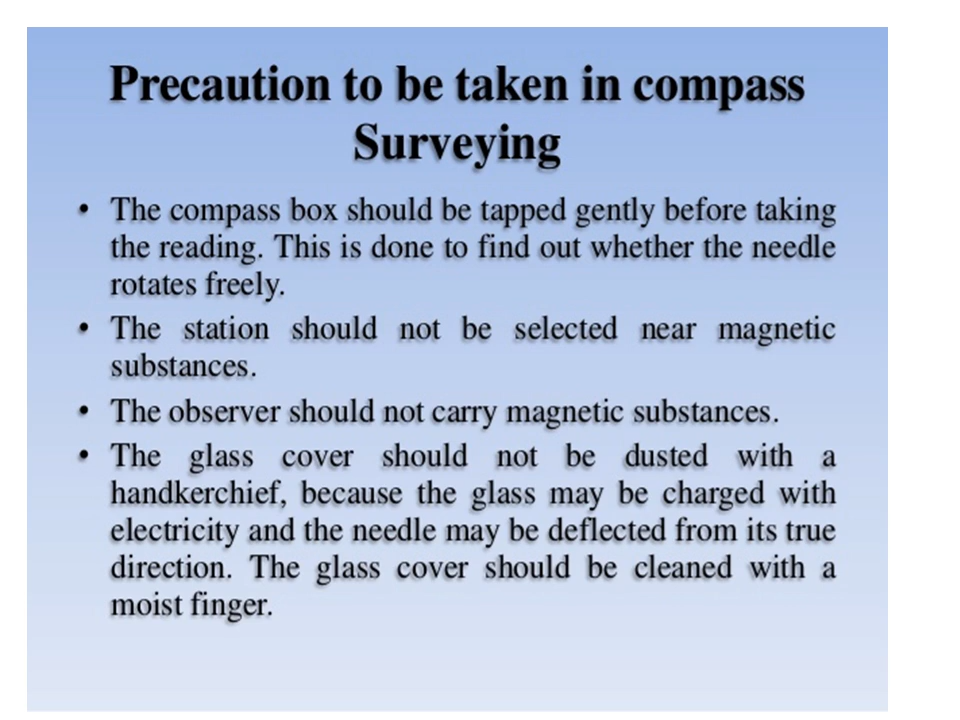 Precaution to be taken in compass
Surveying
• The compass box should be tapped gently before taking
the reading. This is done to find out whether the needle
rotates freely.
• The station should not be selected near magnetic
substances.
• The observer should not carry magnetic substances.
• The glass cover should not be dusted with a
handkerchief, because the glass may be charged with
electricity and the needle may be deflected from its true
direction. The glass cover should be cleaned with a
moist finger.